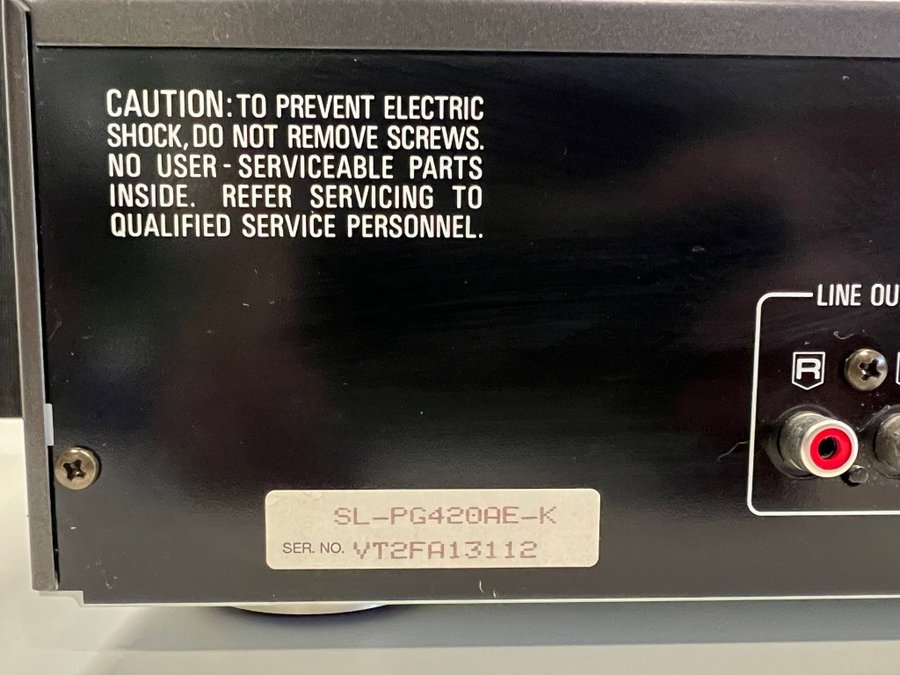 CAUTION: TO PREVENT ELECTRIC
SHOCK, DO NOT REMOVE SCREWS.
NO USER-SERVICEABLE PARTS
INSIDE. REFER SERVICING TO
QUALIFIED SERVICE PERSONNEL.
LINE OU
R
SL-PG420AE-K
SER. NO. VT2FA13112